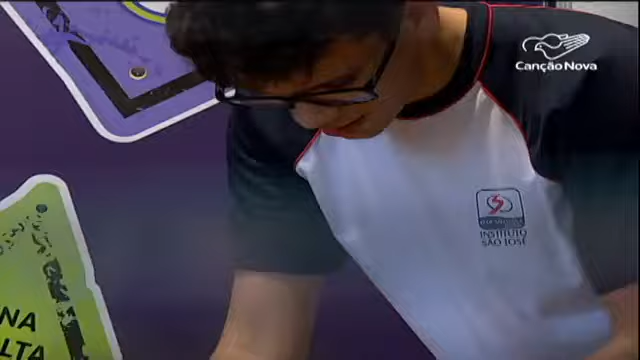 Canção Nova
INSTITUTO
SÃO JOSÉ
NA
LTA